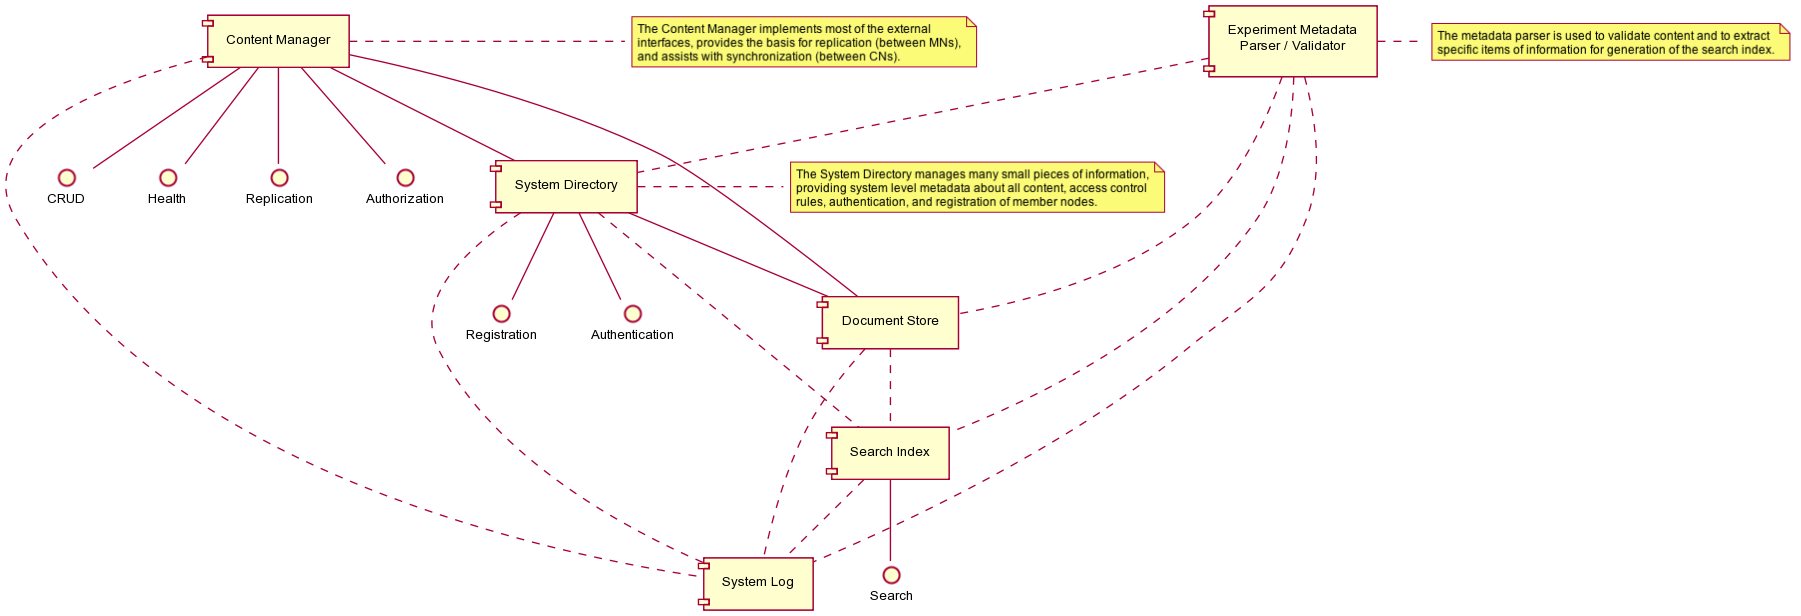 Content Manager
The Content Manager implements most of the external
interfaces, provides the basis for replication (between MNs),
and assists with synchronization (between CNs).
Experiment Metadata
Parser / Validator
The metadata parser is used to validate content and to extract
specific items of information for generation of the search index.
CRUD
Health
Replication
Authorization
System Directory
The System Directory manages many small pieces of information,
providing system level metadata about all content, access control
rules, authentication, and registration of member nodes.
Registration
Authentication
Document Store
Search Index
System Log
Search